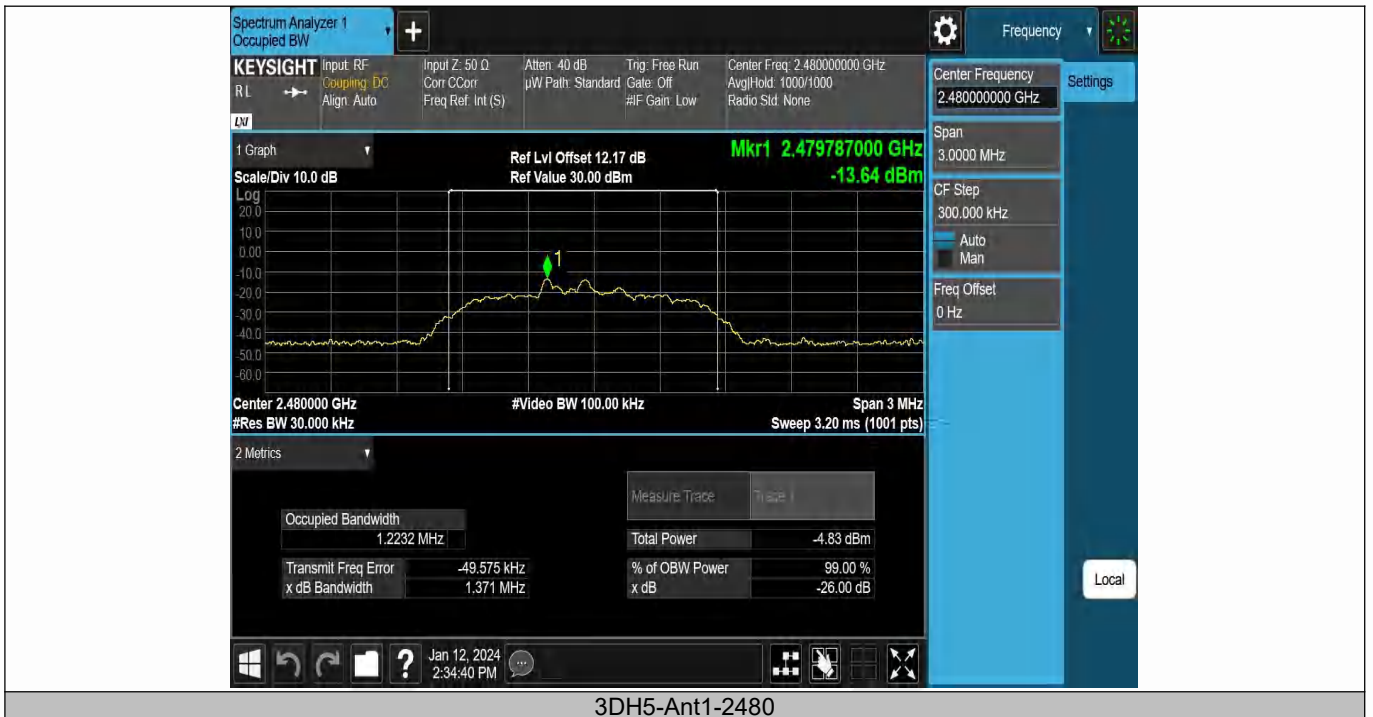 Spectrum Analyzer 1
Occupied BW
+
Frequency
KEYSIGHT
RL
LXI
Input: RF
Coupling: DC
Align: Auto
Input Z: 50 Ω
Corr CCorr
Freq Ref: Int (S)
Atten: 40 dB
µW Path: Standard
Trig: Free Run
Gate: Off
#IF Gain: Low
Center Freq: 2.480000000 GHz
Avg|Hold: 1000/1000
Radio Std: None
Center Frequency
2.480000000 GHz
Settings
Span
3.0000 MHz
CF Step
300.000 kHz
Auto
Man
Freq Offset
0 Hz
Local
1 Graph
Scale/Div 10.0 dB
Ref Lvl Offset 12.17 dB
Ref Value 30.00 dBm
Mkr1 2.479787000 GHz
-13.64 dBm
Log
20.0
10.0
0.00
-10.0
-20.0
-30.0
-40.0
-50.0
-60.0
1
Center 2.480000 GHz
#Video BW 100.00 kHz
Span 3 MHz
#Res BW 30.000 kHz
Sweep 3.20 ms (1001 pts)
2 Metrics
Measure Trace
Trace 1
Occupied Bandwidth
1.2232 MHz
Total Power
-4.83 dBm
Transmit Freq Error
-49.575 kHz
% of OBW Power
99.00 %
x dB Bandwidth
1.371 MHz
x dB
-26.00 dB
?
Jan 12, 2024
2:34:40 PM
3DH5-Ant1-2480